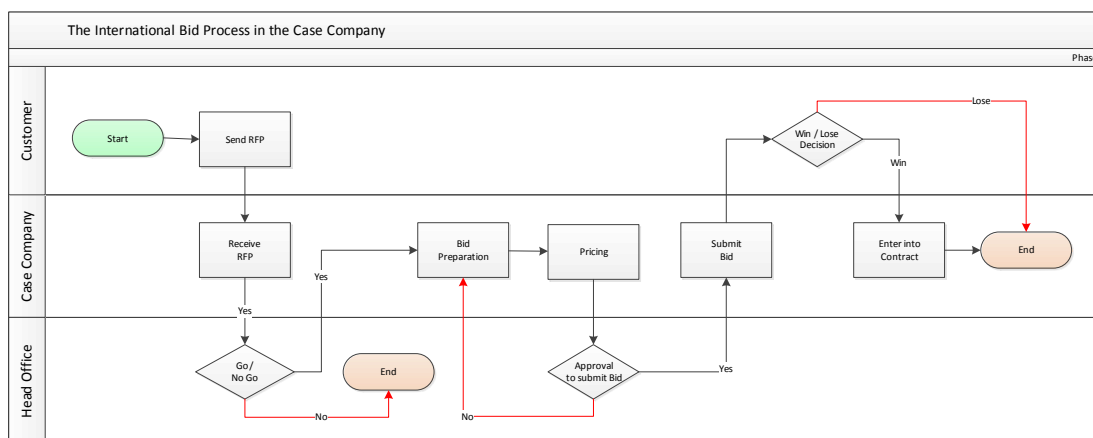 The International Bid Process in the Case Company
Phas
Customer
Start
Send RFP
Win / Lose
Decision
Lose
Win
Case Company
Receive
RFP
Yes
Yes
Bid
Preparation
Pricing
Submit
Bid
Enter into
Contract
End
Head Office
Go /
No Go
No
End
No
Approval
to submit Bid
Yes